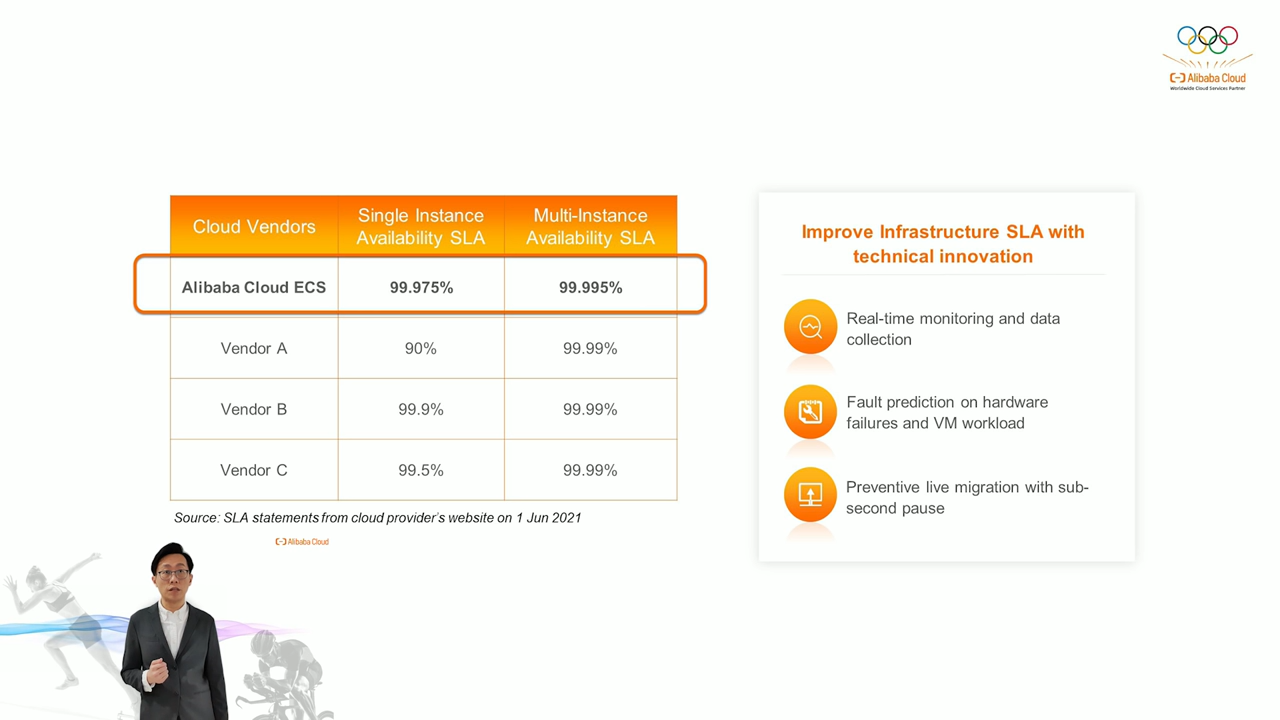 Alibaba Cloud
Worldwide Cloud Services Partner
Cloud Vendors
Single Instance
Availability SLA
Multi-Instance
Availability SLA
Alibaba Cloud ECS
99.975%
99.995%
Vendor A
90%
99.99%
Vendor B
99.9%
99.99%
Vendor C
99.5%
99.99%
Source: SLA statements from cloud provider's website on 1 Jun 2021
Alibaba Cloud
Improve Infrastructure SLA with
technical innovation
Real-time monitoring and data
collection
Fault prediction on hardware
failures and VM workload
Preventive live migration with sub-
second pause